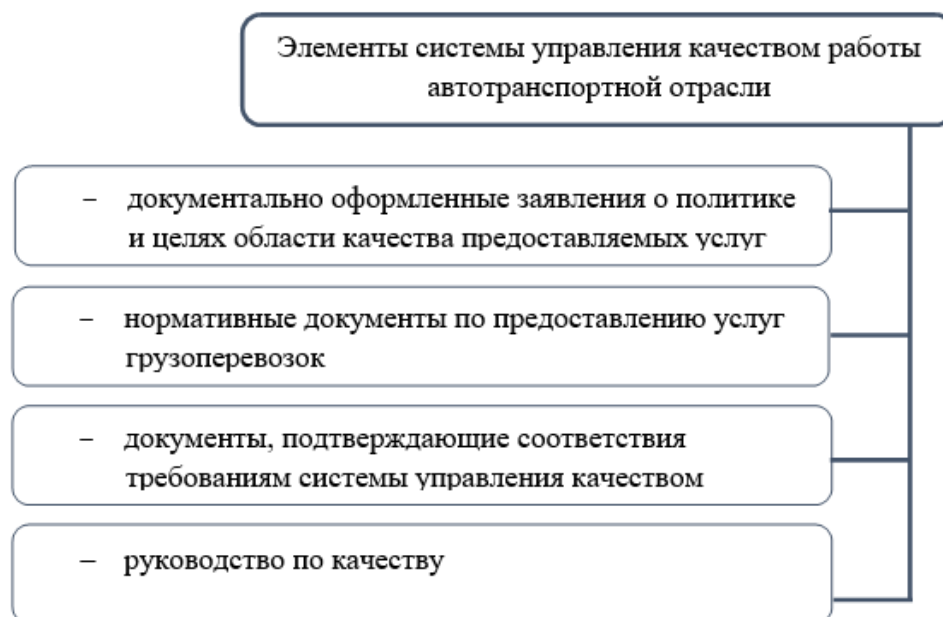 Элементы системы управления качеством работы
автотранспортной отрасли
– документально оформленные заявления о политике
и целях области качества предоставляемых услуг
– нормативные документы по предоставлению услуг
грузоперевозок
– документы, подтверждающие соответствия
требованиям системы управления качеством
– руководство по качеству